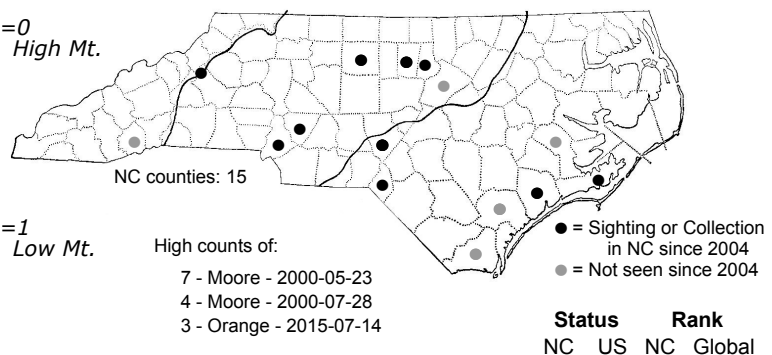 =0
High Mt.
NC counties: 15
=1
Low Mt.
High counts of:
7 - Moore - 2000-05-23
4 - Moore - 2000-07-28
3 - Orange - 2015-07-14
= Sighting or Collection
in NC since 2004
= Not seen since 2004
Status Rank
NC US NC Global